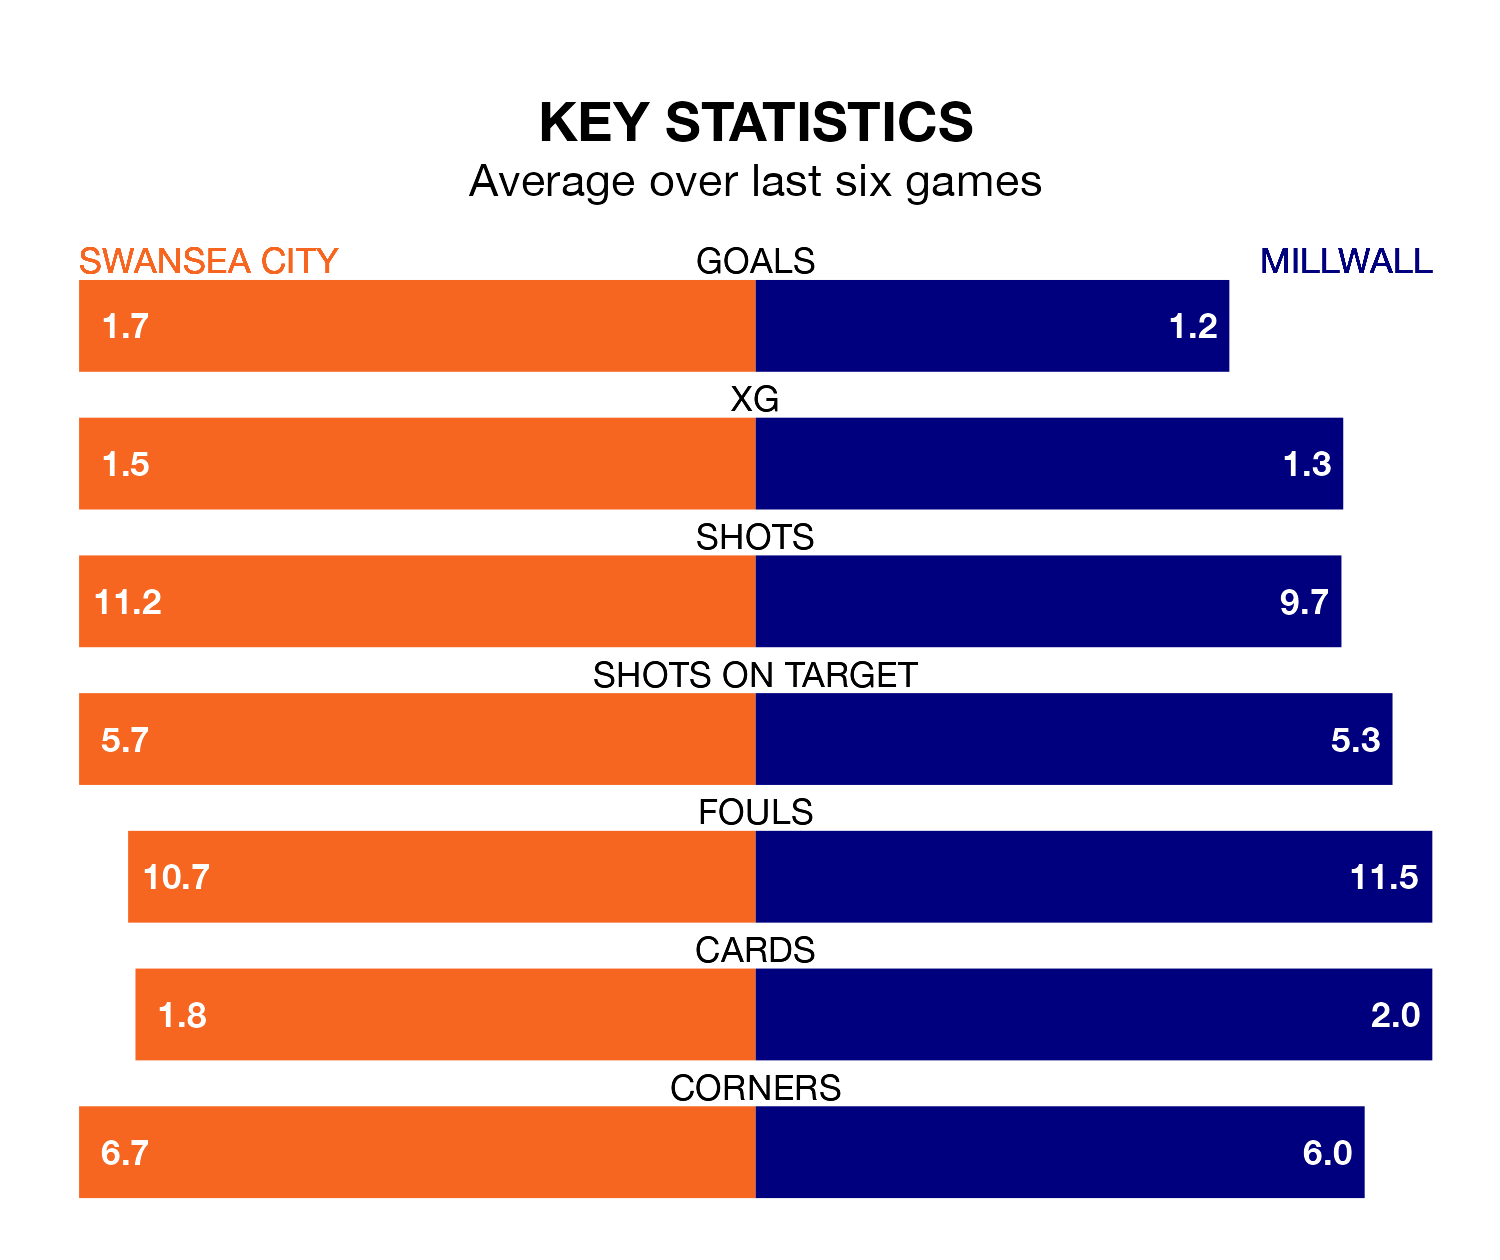 KEY STATISTICS
Average over last six games
SWANSEA CITY GOALS MILLWALL
1.7 1.2
XG
1.5 1.3
SHOTS
11.2 9.7
SHOTS ON TARGET
5.7 5.3
FOULS
10.7 11.5
CARDS
1.8 2.0
CORNERS
6.7 6.0